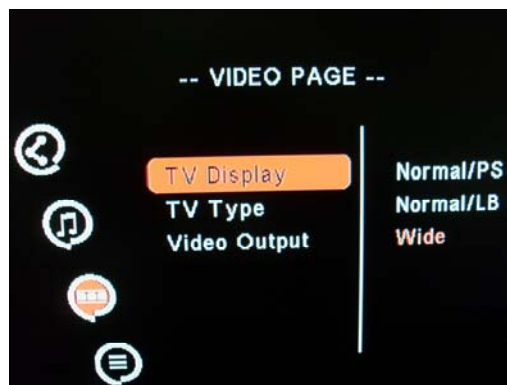 -- VIDEO PAGE --
TV Display
TV Type
Video Output
Normal/PS
Normal/LB
Wide